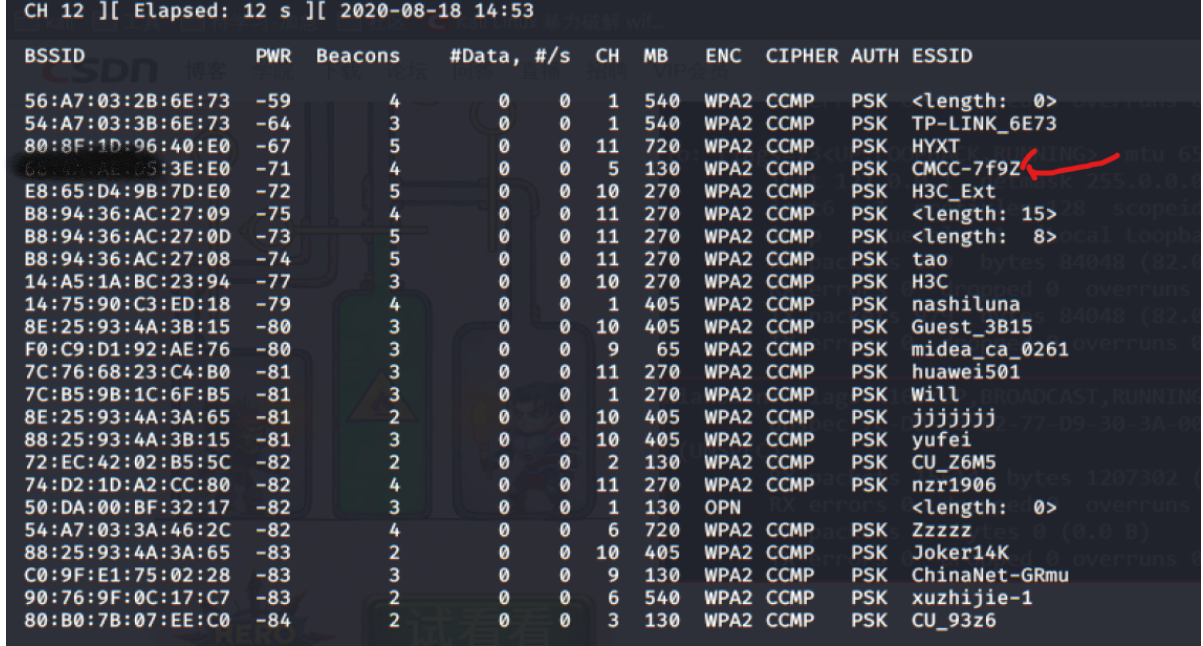 CH 12 ][ Elapsed: 12 s ][ 2020-08-18 14:53
BSSID PWR Beacons #Data, #/s CH MB ENC CIPHER AUTH ESSID
56:A7:03:2B:6E:73 -59 4 0 0 1 540 WPA2 CCMP PSK <length: 0>
54:A7:03:3B:6E:73 -64 3 0 0 1 540 WPA2 CCMP PSK TP-LINK_6E73
80:8F:1D:96:40:E0 -67 5 0 0 11 720 WPA2 CCMP PSK HYXT
:3E:E0 -71 4 0 0 5 130 WPA2 CCMP PSK CMCC-7f9Z
E8:65:D4:9B:7D:E0 -72 5 0 0 10 270 WPA2 CCMP PSK H3C_Ext
B8:94:36:AC:27:09 -75 4 0 0 11 270 WPA2 CCMP PSK <length: 15>
B8:94:36:AC:27:0D -73 5 0 0 11 270 WPA2 CCMP PSK <length: 8>
B8:94:36:AC:27:08 -74 5 0 0 11 270 WPA2 CCMP PSK tao
14:A5:1A:BC:23:94 -77 3 0 0 10 270 WPA2 CCMP PSK H3C
14:75:90:C3:ED:18 -79 4 0 0 1 405 WPA2 CCMP PSK nashiluna
8E:25:93:4A:3B:15 -80 3 0 0 10 405 WPA2 CCMP PSK Guest_3B15
F0:C9:D1:92:AE:76 -80 3 0 0 9 65 WPA2 CCMP PSK midea_ca_0261
7C:76:68:23:C4:B0 -81 3 0 0 11 270 WPA2 CCMP PSK huawei501
7C:B5:9B:1C:6F:B5 -81 3 0 0 1 270 WPA2 CCMP PSK Will
8E:25:93:4A:3A:65 -81 2 0 0 10 405 WPA2 CCMP PSK jjjjjjj
88:25:93:4A:3B:15 -81 3 0 0 10 405 WPA2 CCMP PSK yufei
72:EC:42:02:B5:5C -82 2 0 0 2 130 WPA2 CCMP PSK CU_Z6M5
74:D2:1D:A2:CC:80 -82 4 0 0 11 270 WPA2 CCMP PSK nzr1906
50:DA:00:BF:32:17 -82 3 0 0 1 130 OPN <length: 0>
54:A7:03:3A:46:2C -82 4 0 0 6 720 WPA2 CCMP PSK Zzzzz
88:25:93:4A:3A:65 -83 2 0 0 10 405 WPA2 CCMP PSK Joker14K
C0:9F:E1:75:02:28 -83 3 0 0 9 130 WPA2 CCMP PSK ChinaNet-GRmu
90:76:9F:0C:17:C7 -83 2 0 0 6 540 WPA2 CCMP PSK xuzhijie-1
80:B0:7B:07:EE:C0 -84 2 0 0 3 130 WPA2 CCMP PSK CU_93z6